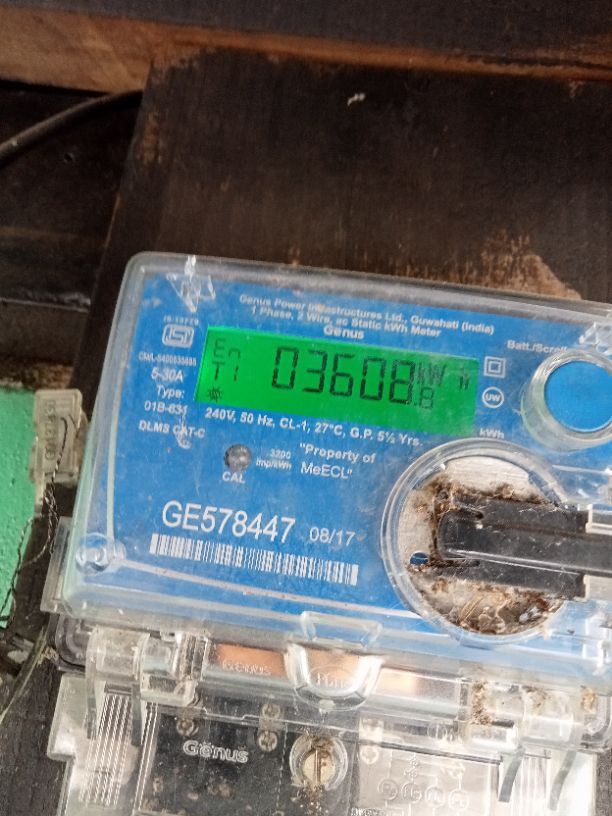 Genus Power Infrastructures Ltd., Guwahati (India)
1 Phase, 2 Wire, ac Static kWh Meter
Genus
Batt./Scroll
En
T1
03608.8
kW h
5-30A
Type:
01B-631
DLMS CAT-C
240V, 50 Hz, CL-1, 27°C, G.P. 5½ Yrs.
UW
kWh
CAL
3200
imp/kWh
"Property of
MeECL"
GE578447 08/17
GENUS
Genus